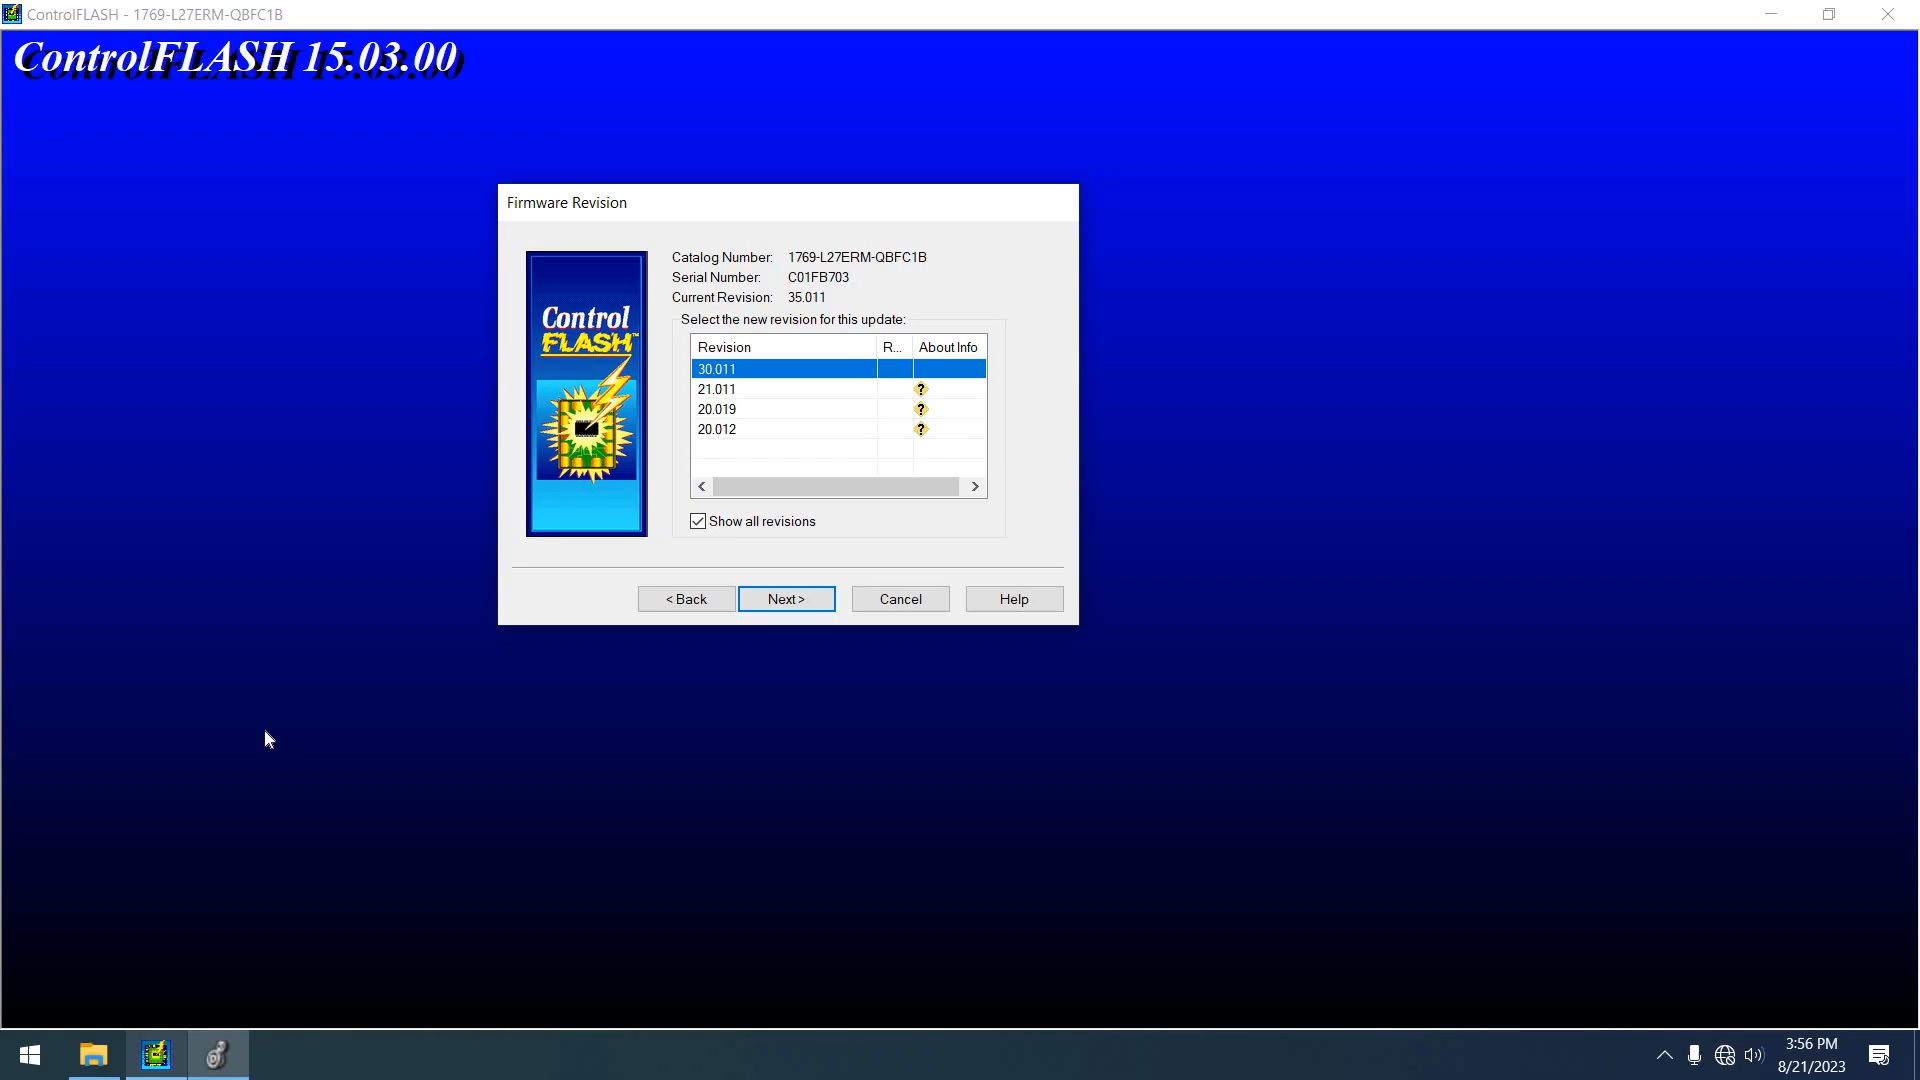 ControlFLASH - 1769-L27ERM-QBFC1B
ControlFLASH 15.03.00
Firmware Revision
Control
FLASH™
Catalog Number: 1769-L27ERM-QBFC1B
Serial Number: C01FB703
Current Revision: 35.011
Select the new revision for this update:
Revision R... About Info
30.011
21.011 ?
20.019 ?
20.012 ?
Show all revisions
< Back Next > Cancel Help
3:56 PM
8/21/2023